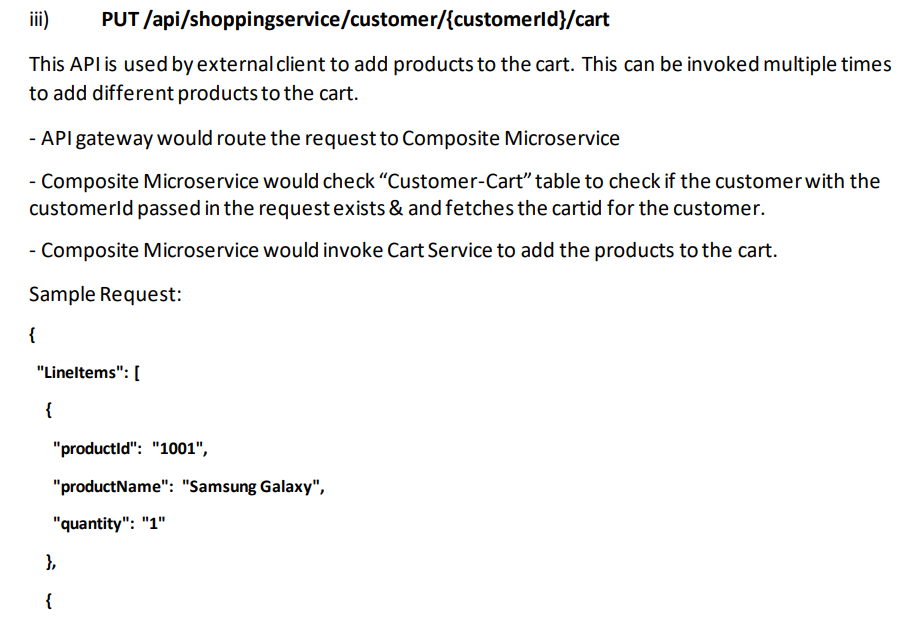 iii) PUT /api/shoppingservice/customer/{customerId}/cart
This API is used by external client to add products to the cart. This can be invoked multiple times
to add different products to the cart.
- API gateway would route the request to Composite Microservice
- Composite Microservice would check “Customer-Cart” table to check if the customer with the
customerId passed in the request exists & and fetches the cartid for the customer.
- Composite Microservice would invoke Cart Service to add the products to the cart.
Sample Request:
{
"LineItems": [
{
"productId": "1001",
"productName": "Samsung Galaxy",
"quantity": "1"
},
{